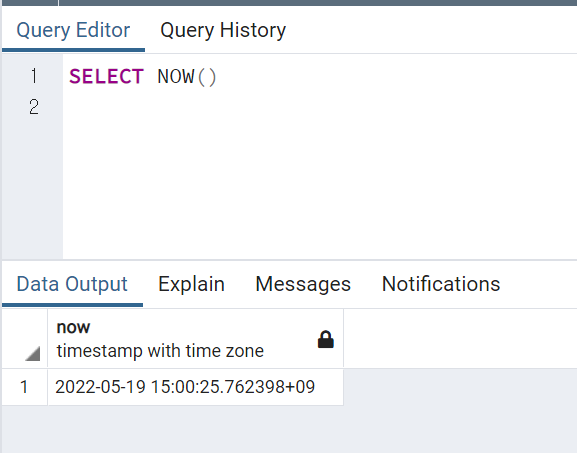 Query Editor Query History
1 SELECT NOW()
2
Data Output Explain Messages Notifications
now
timestamp with time zone
1 2022-05-19 15:00:25.762398+09